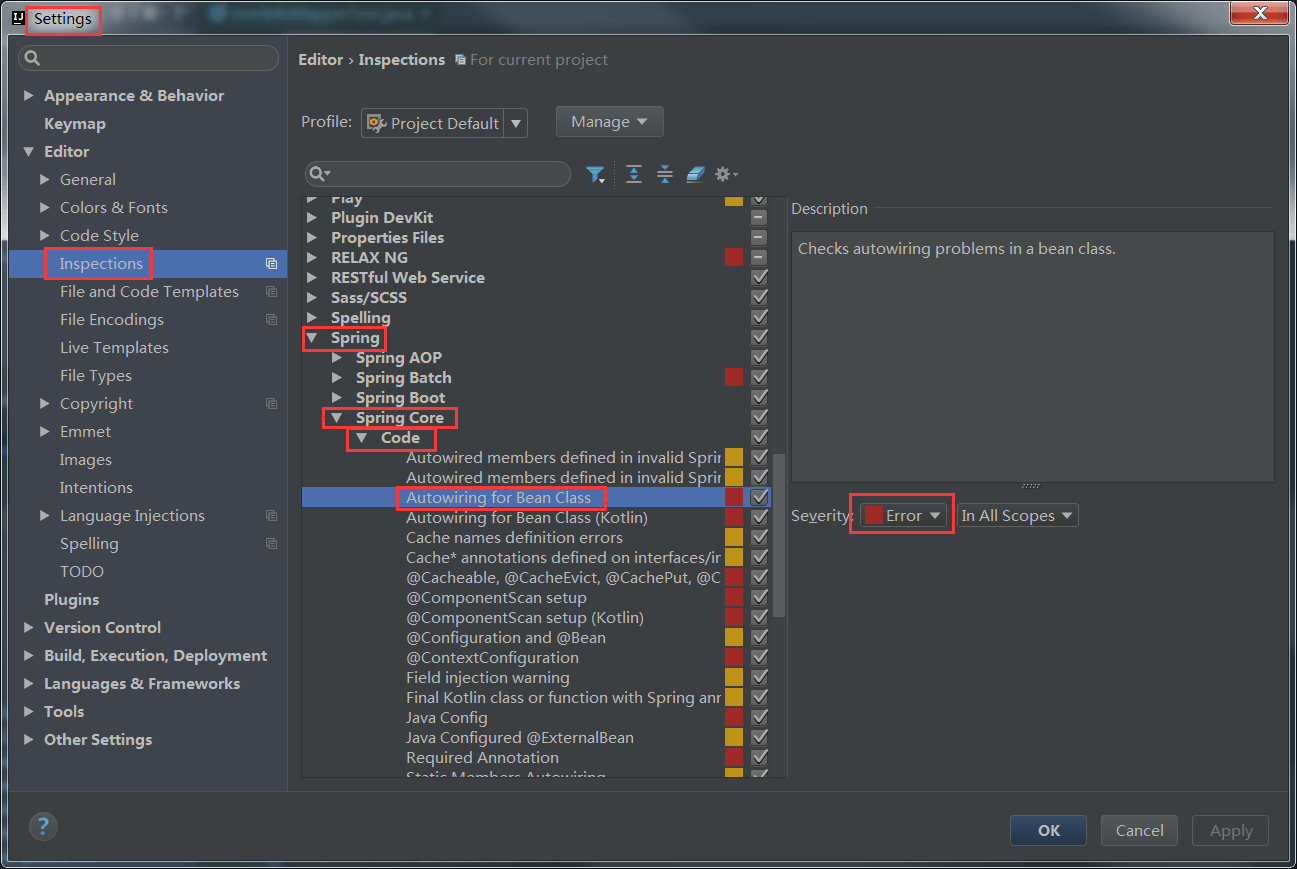 IJ
Settings
Editor › Inspections For current project
Appearance & Behavior
Keymap
Editor
General
Colors & Fonts
Code Style
Inspections
File and Code Templates
File Encodings
Live Templates
File Types
Copyright
Emmet
Images
Intentions
Language Injections
Spelling
TODO
Plugins
Version Control
Build, Execution, Deployment
Languages & Frameworks
Tools
Other Settings
Profile: Project Default Manage
Play
Plugin DevKit
Properties Files
RELAX NG
RESTful Web Service
Sass/SCSS
Spelling
Spring
Spring AOP
Spring Batch
Spring Boot
Spring Core
Code
Autowired members defined in invalid Sprin
Autowired members defined in invalid Sprin
Autowiring for Bean Class
Autowiring for Bean Class (Kotlin)
Cache names definition errors
Cache* annotations defined on interfaces/ir
@Cacheable, @CacheEvict, @CachePut, @C
@ComponentScan setup
@ComponentScan setup (Kotlin)
@Configuration and @Bean
@ContextConfiguration
Field injection warning
Final Kotlin class or function with Spring anr
Java Config
Java Configured @ExternalBean
Required Annotation
Static Members Autowiring
Description
Checks autowiring problems in a bean class.
Severity: Error In All Scopes
?
OK Cancel Apply